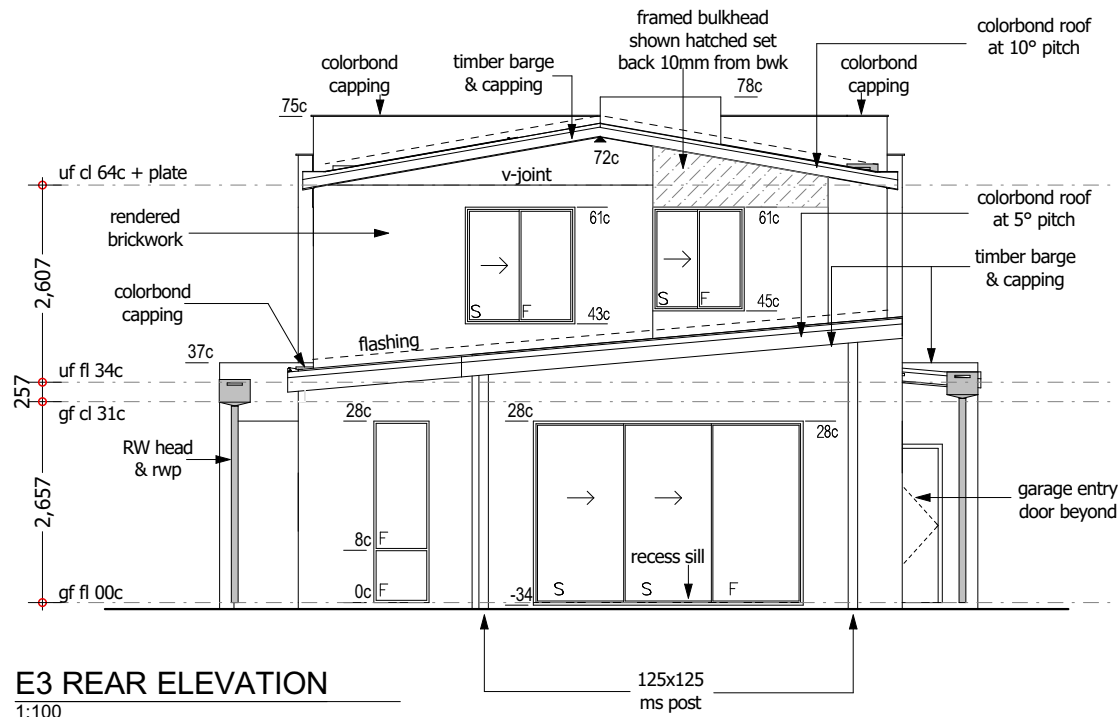 framed bulkhead
shown hatched set
back 10mm from bwk
colorbond roof
at 10° pitch
colorbond
capping
timber barge
& capping
colorbond
capping
75c
78c
72c
uf cl 64c + plate
v-joint
rendered
brickwork
61c
61c
colorbond roof
at 5° pitch
timber barge
& capping
2,607
S
F
S
F
45c
43c
colorbond
capping
flashing
37c
uf fl 34c
257
gf cl 31c
28c
28c
28c
RW head
& rwp
garage entry
door beyond
2,657
8c
F
recess sill
gf fl 00c
0c
F
-34
S
S
F
125x125
ms post
E3 REAR ELEVATION
1:100